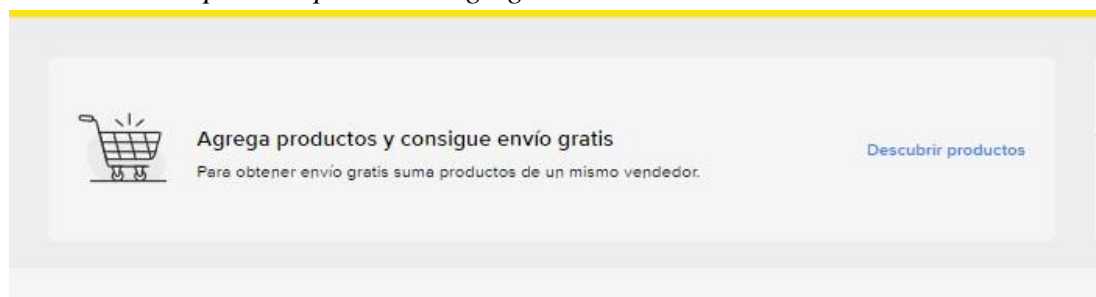 Agrega productos y consigue envío gratis
Para obtener envío gratis suma productos de un mismo vendedor.
Descubrir productos